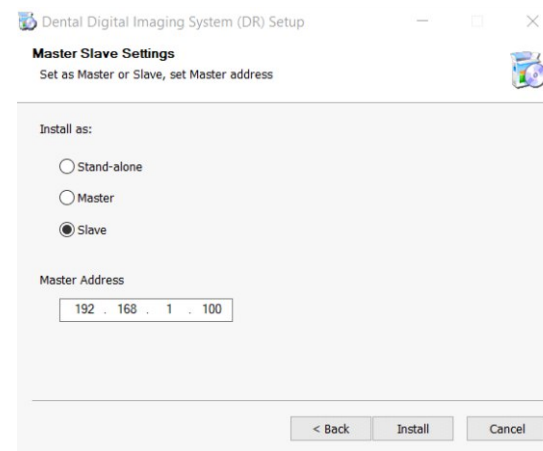 Dental Digital Imaging System (DR) Setup
Master Slave Settings
Set as Master or Slave, set Master address
Install as:
Stand-alone
Master
Slave
Master Address
192 . 168 . 1 . 100
< Back Install Cancel